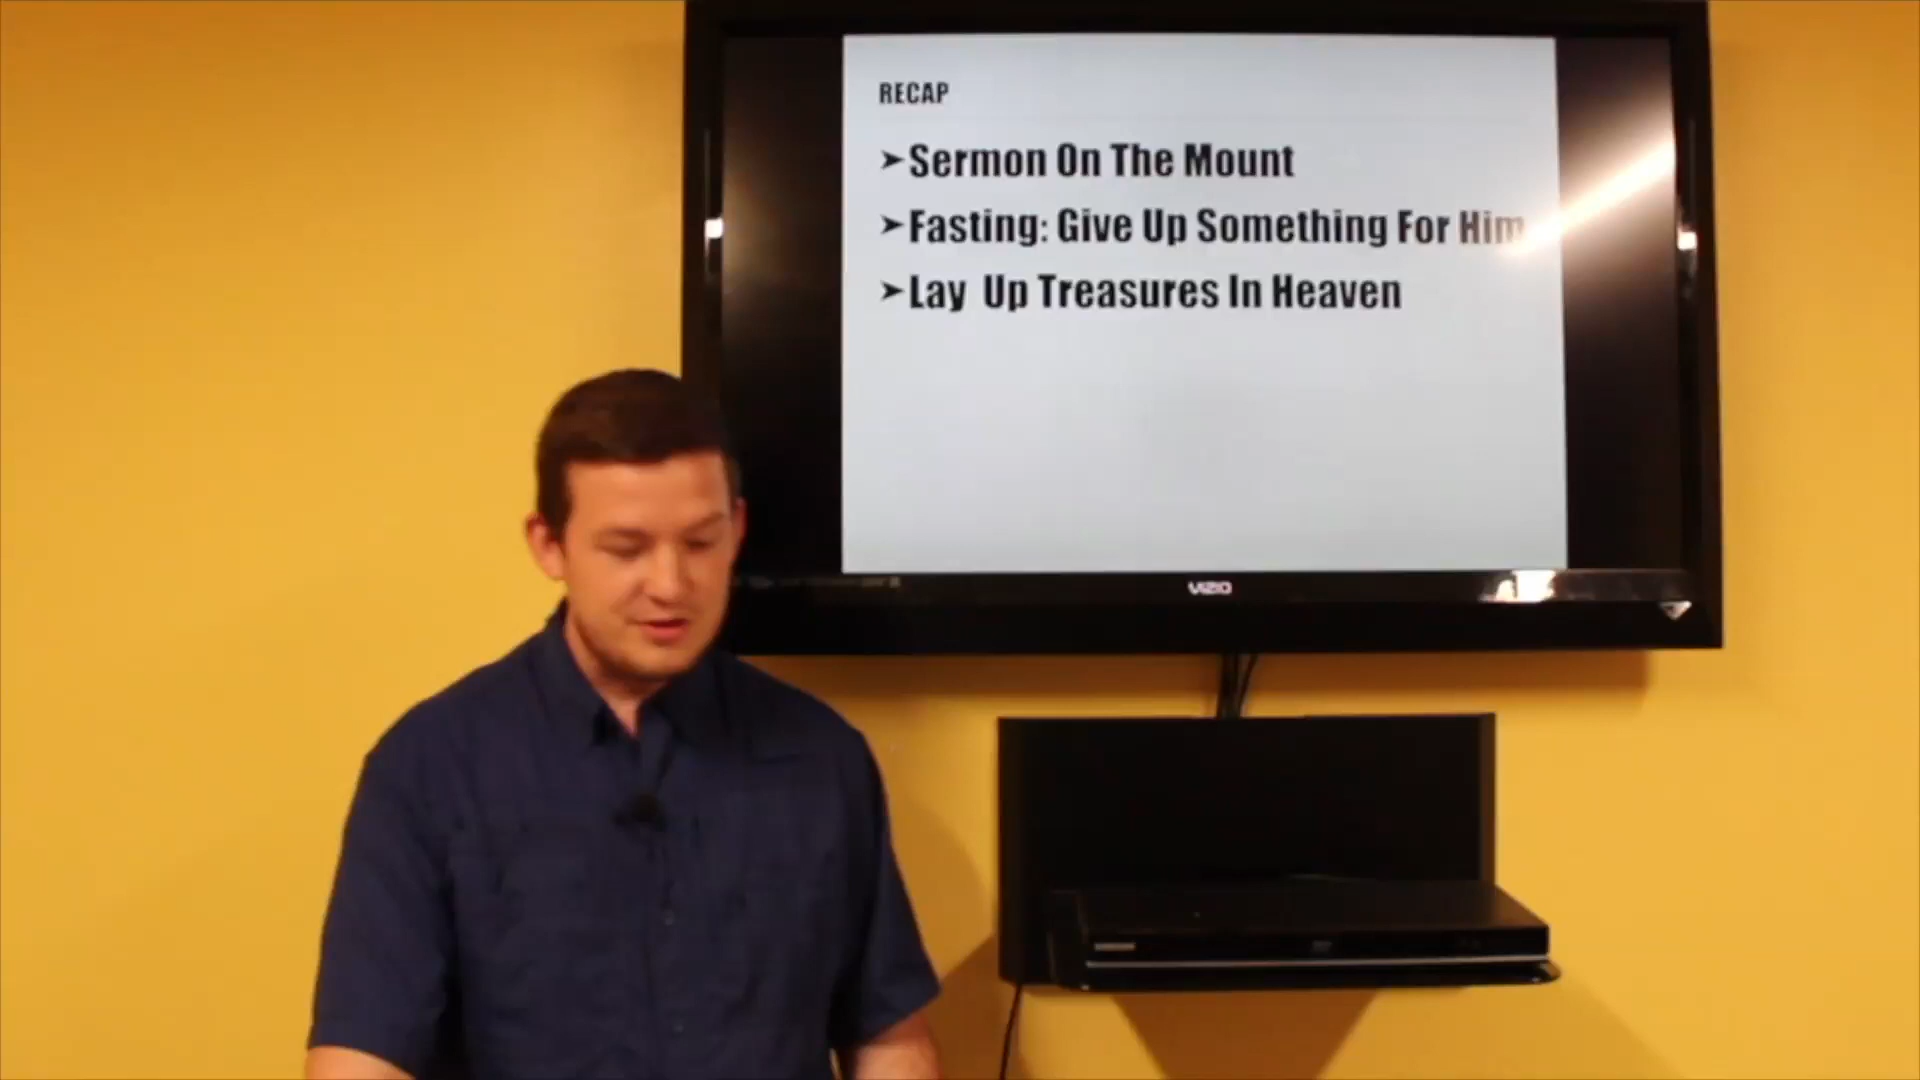 RECAP
➤Sermon On The Mount
➤Fasting: Give Up Something For Him
➤Lay Up Treasures In Heaven
VIZIO